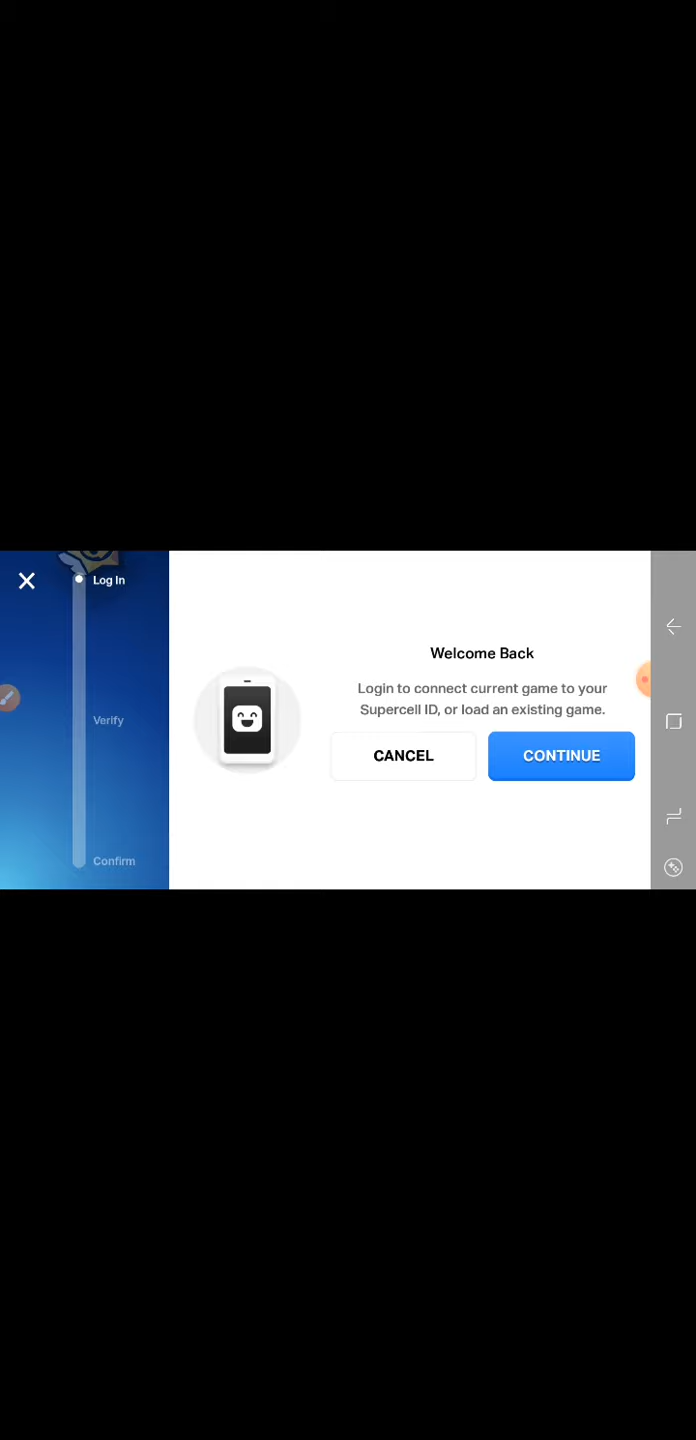 Log In
Verify
Confirm
Welcome Back
Login to connect current game to your
Supercell ID, or load an existing game.
CANCEL
CONTINUE